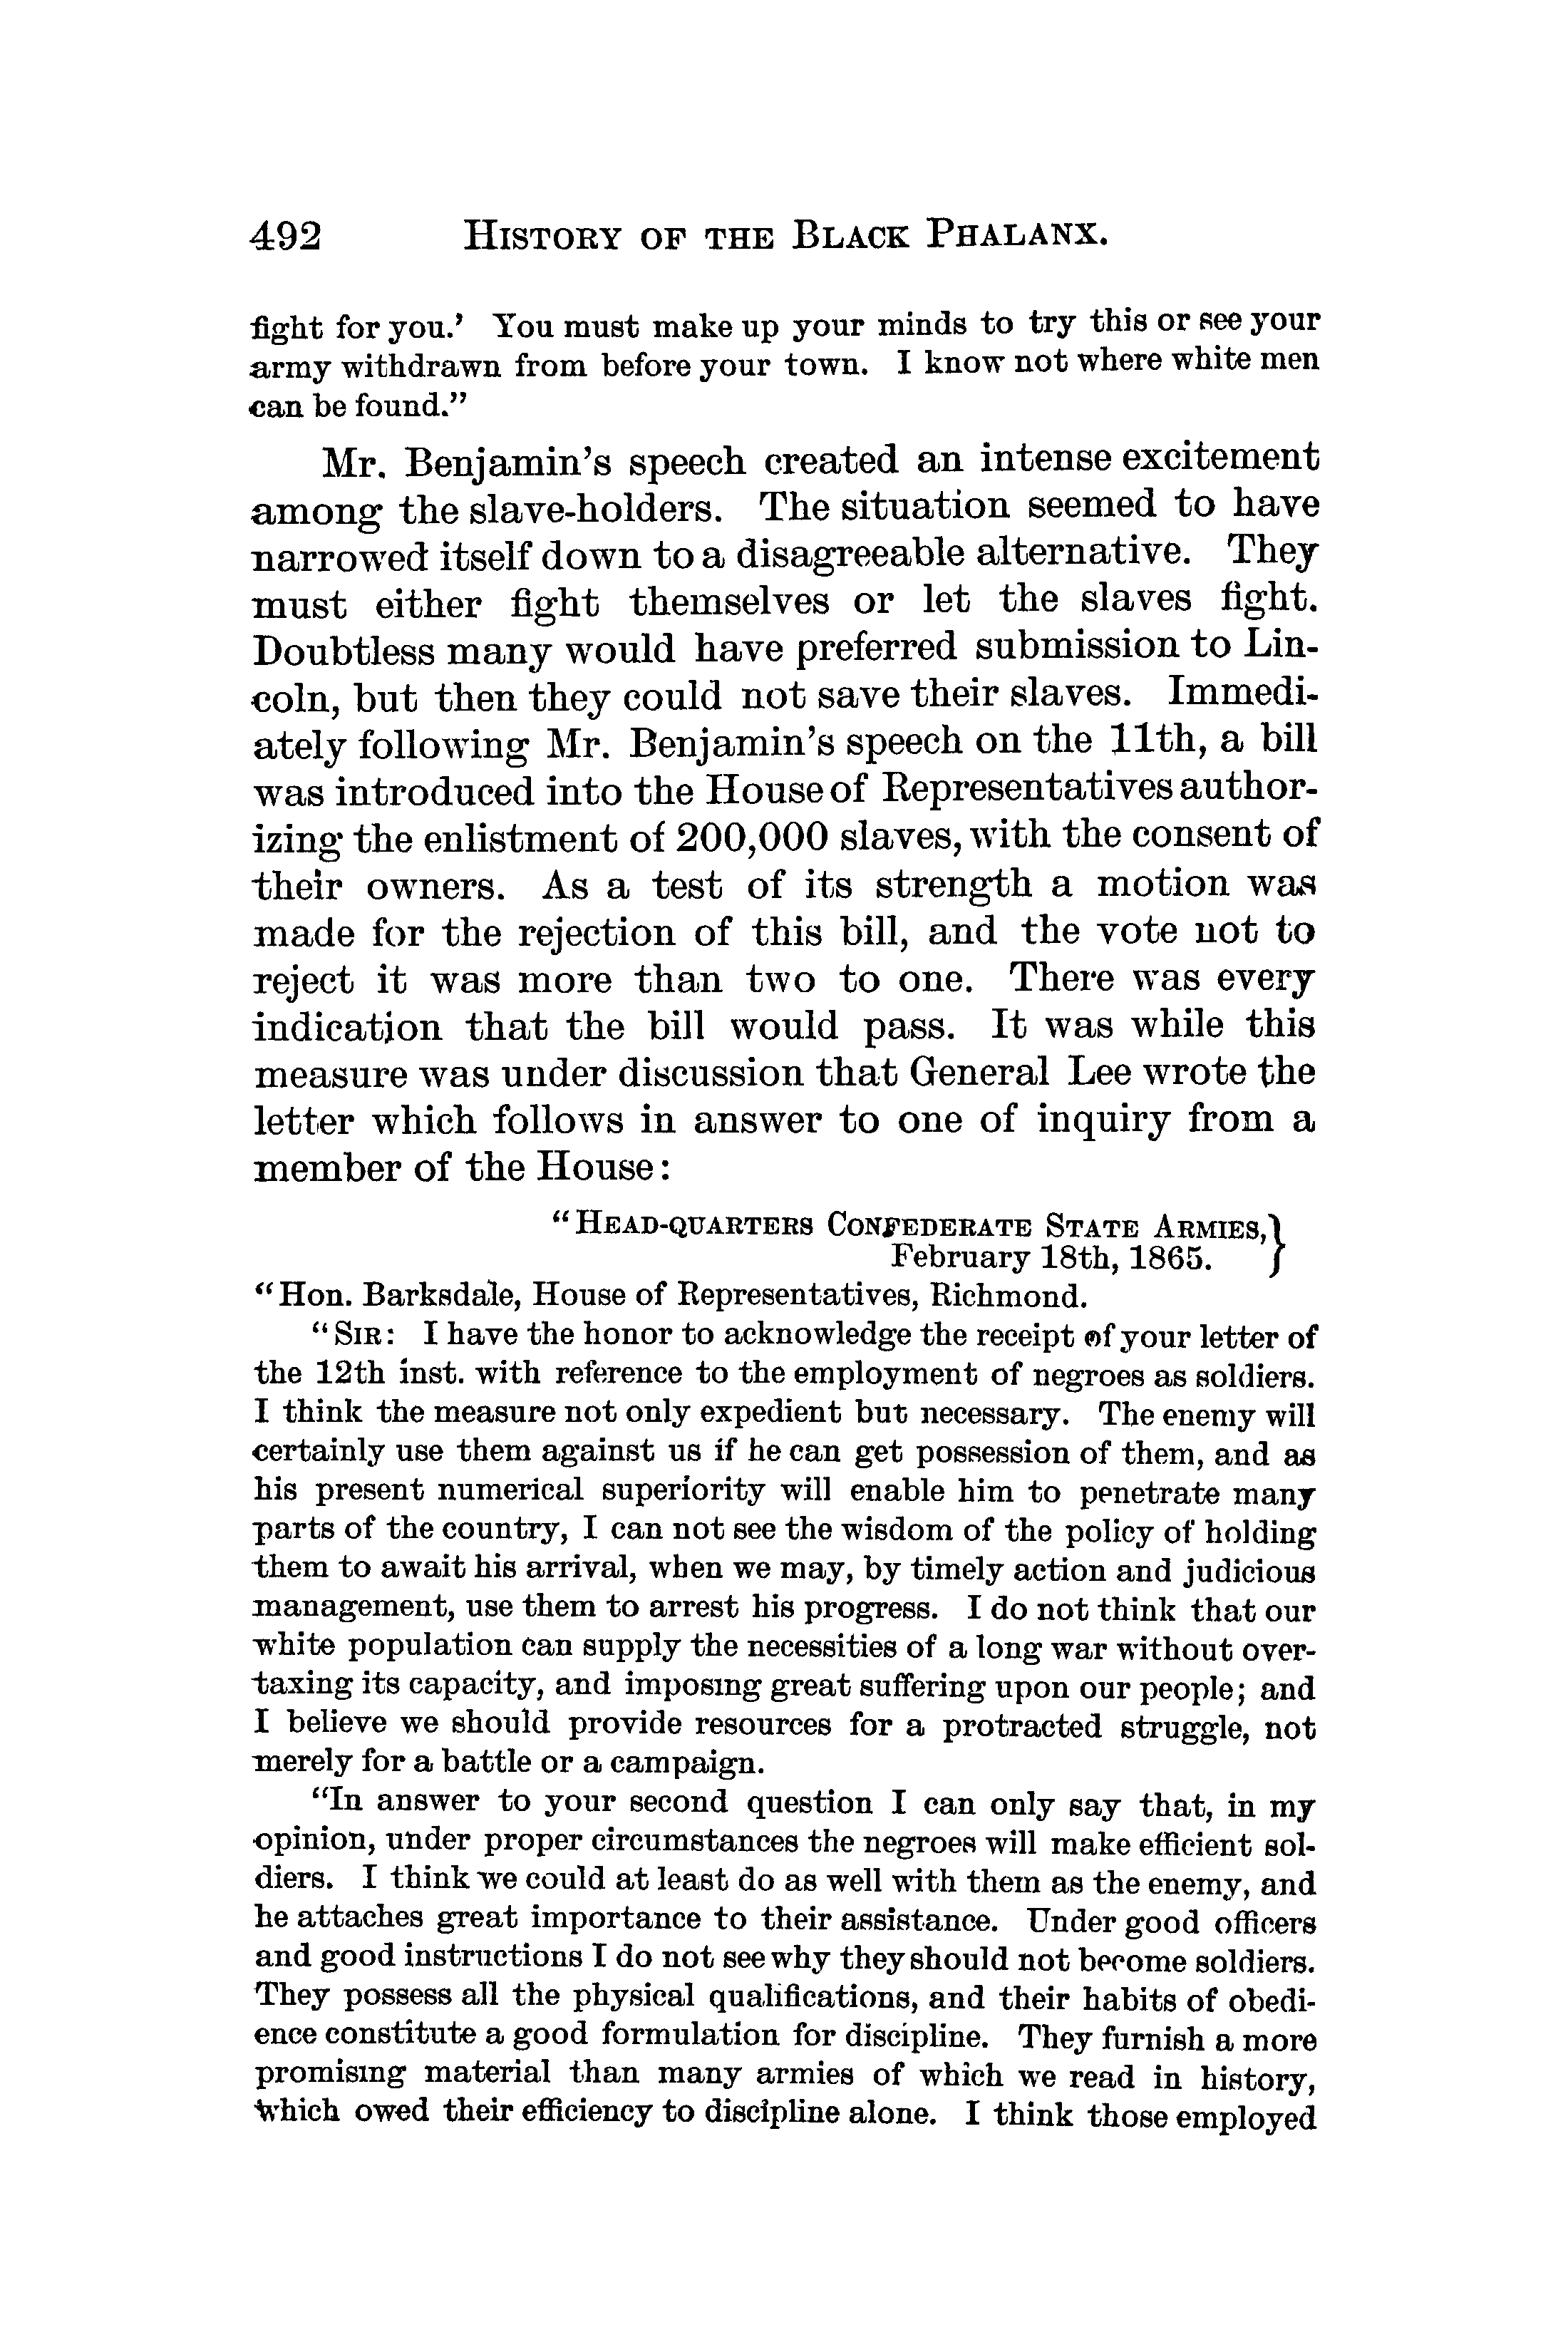 492 HISTORY OF THE BLACK PHALANX.
fight for you.’ You must make up your minds to try this or see your
army withdrawn from before your town. I know not where white men
can be found.”
Mr. Benjamin’s speech created an intense excitement
among the slave-holders. The situation seemed to have
narrowed itself down to a disagreeable alternative. They
must either fight themselves or let the slaves fight.
Doubtless many would have preferred submission to Lin-
coln, but then they could not save their slaves. Immedi-
ately following Mr. Benjamin’s speech on the 11th, a bill
was introduced into the House of Representatives author-
izing the enlistment of 200,000 slaves, with the consent of
their owners. As a test of its strength a motion was
made for the rejection of this bill, and the vote not to
reject it was more than two to one. There was every
indication that the bill would pass. It was while this
measure was under discussion that General Lee wrote the
letter which follows in answer to one of inquiry from a
member of the House:
“HEAD-QUARTERS CONFEDERATE STATE ARMIES,}
February 18th, 1865.
“Hon. Barksdale, House of Representatives, Richmond.
“SIR: I have the honor to acknowledge the receipt of your letter of
the 12th inst. with reference to the employment of negroes as soldiers.
I think the measure not only expedient but necessary. The enemy will
certainly use them against us if he can get possession of them, and as
his present numerical superiority will enable him to penetrate many
parts of the country, I can not see the wisdom of the policy of holding
them to await his arrival, when we may, by timely action and judicious
management, use them to arrest his progress. I do not think that our
white population can supply the necessities of a long war without over-
taxing its capacity, and imposing great suffering upon our people; and
I believe we should provide resources for a protracted struggle, not
merely for a battle or a campaign.
“In answer to your second question I can only say that, in my
opinion, under proper circumstances the negroes will make efficient sol-
diers. I think we could at least do as well with them as the enemy, and
he attaches great importance to their assistance. Under good officers
and good instructions I do not see why they should not become soldiers.
They possess all the physical qualifications, and their habits of obedi-
ence constitute a good formulation for discipline. They furnish a more
promising material than many armies of which we read in history,
which owed their efficiency to discipline alone. I think those employed